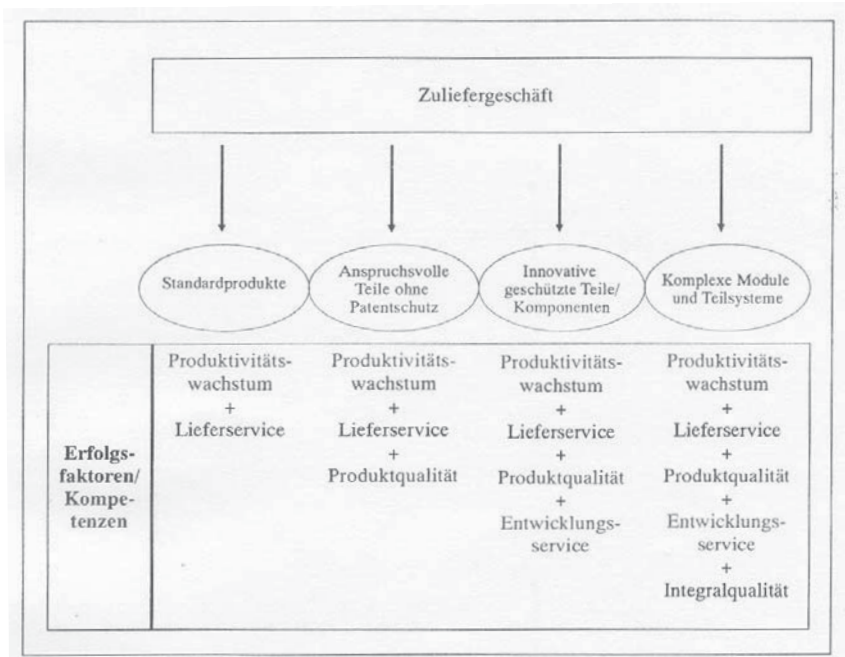 Zuliefergeschäft
Standardprodukte
Anspruchsvolle
Teile ohne
Patentschutz
Innovative
geschützte Teile/
Komponenten
Komplexe Module
und Teilsysteme
Erfolgs-
faktoren/
Kompe-
tenzen
Produktivitäts-
wachstum
+
Lieferservice
Produktivitäts-
wachstum
+
Lieferservice
+
Produktqualität
Produktivitäts-
wachstum
+
Lieferservice
+
Produktqualität
+
Entwicklungs-
service
Produktivitäts-
wachstum
+
Lieferservice
+
Produktqualität
+
Entwicklungs-
service
+
Integralqualität